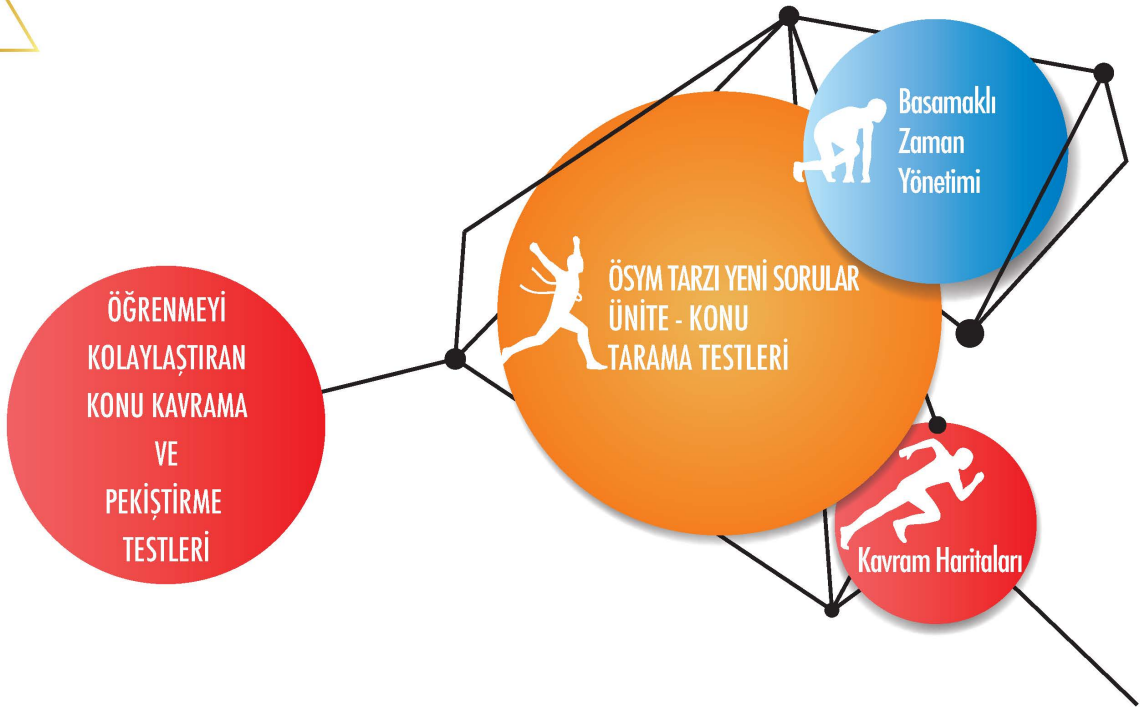 ÖĞRENMEYİ
KOLAYLAŞTIRAN
KONU KAVRAMA
VE
PEKİŞTİRME
TESTLERİ
ÖSYM TARZI YENİ SORULAR
ÜNİTE - KONU
TARAMA TESTLERİ
Basamaklı
Zaman
Yönetimi
Kavram Haritaları